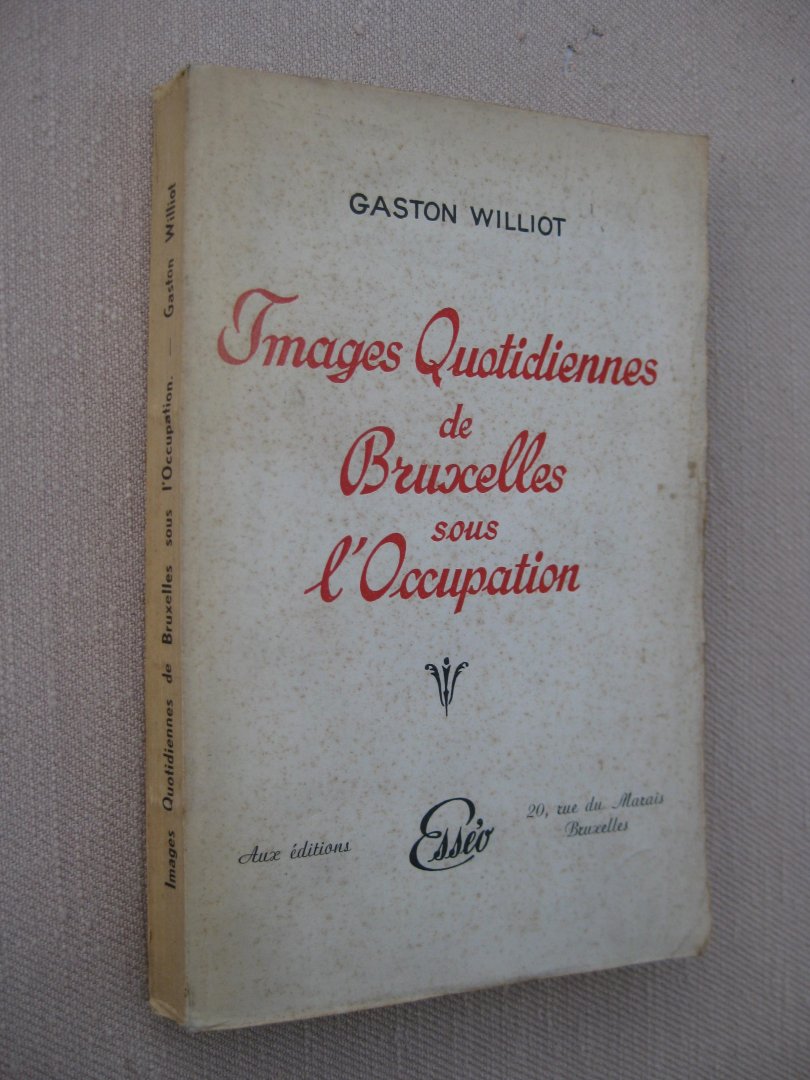 GASTON WILLIOT
Images Quotidiennes
de
Bruxelles
sous
l'Occupation
Aux éditions
Esséo
20, rue du Marais
Bruxelles
Images Quotidiennes de Bruxelles sous l'Occupation. — Gaston Williot